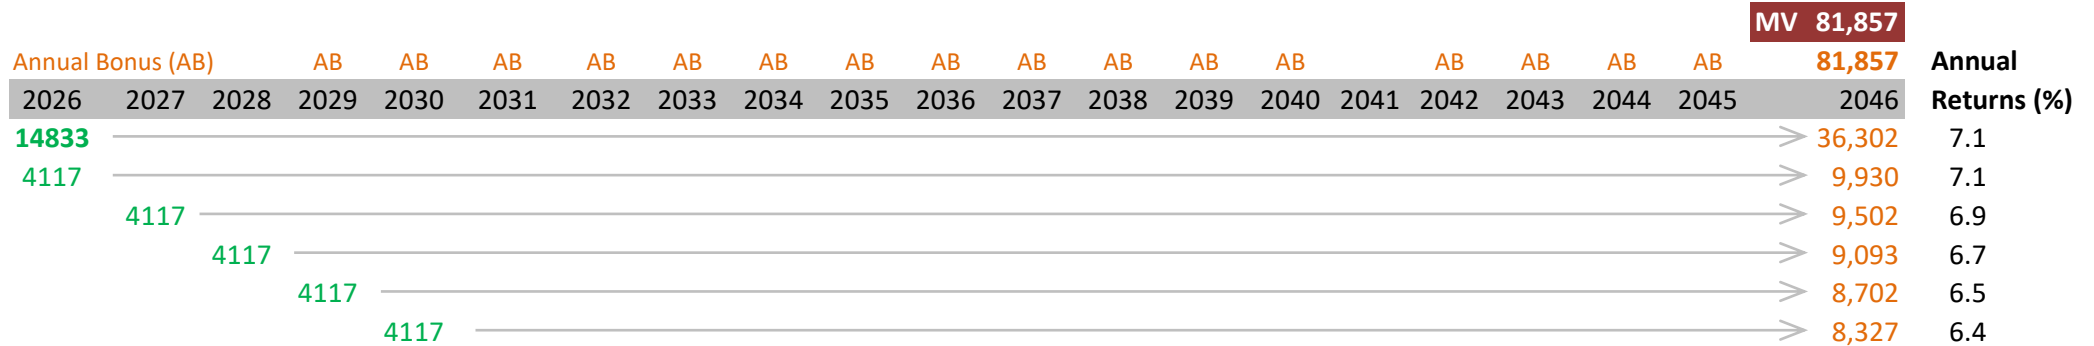 MV 81,857
Annual Bonus (AB) AB AB AB AB AB AB AB AB AB AB AB AB AB AB AB AB 81,857 Annual
2026 2027 2028 2029 2030 2031 2032 2033 2034 2035 2036 2037 2038 2039 2040 2041 2042 2043 2044 2045 2046 Returns (%)
14833 36,302 7.1
4117 9,930 7.1
4117 9,502 6.9
4117 9,093 6.7
4117 8,702 6.5
4117 8,327 6.4